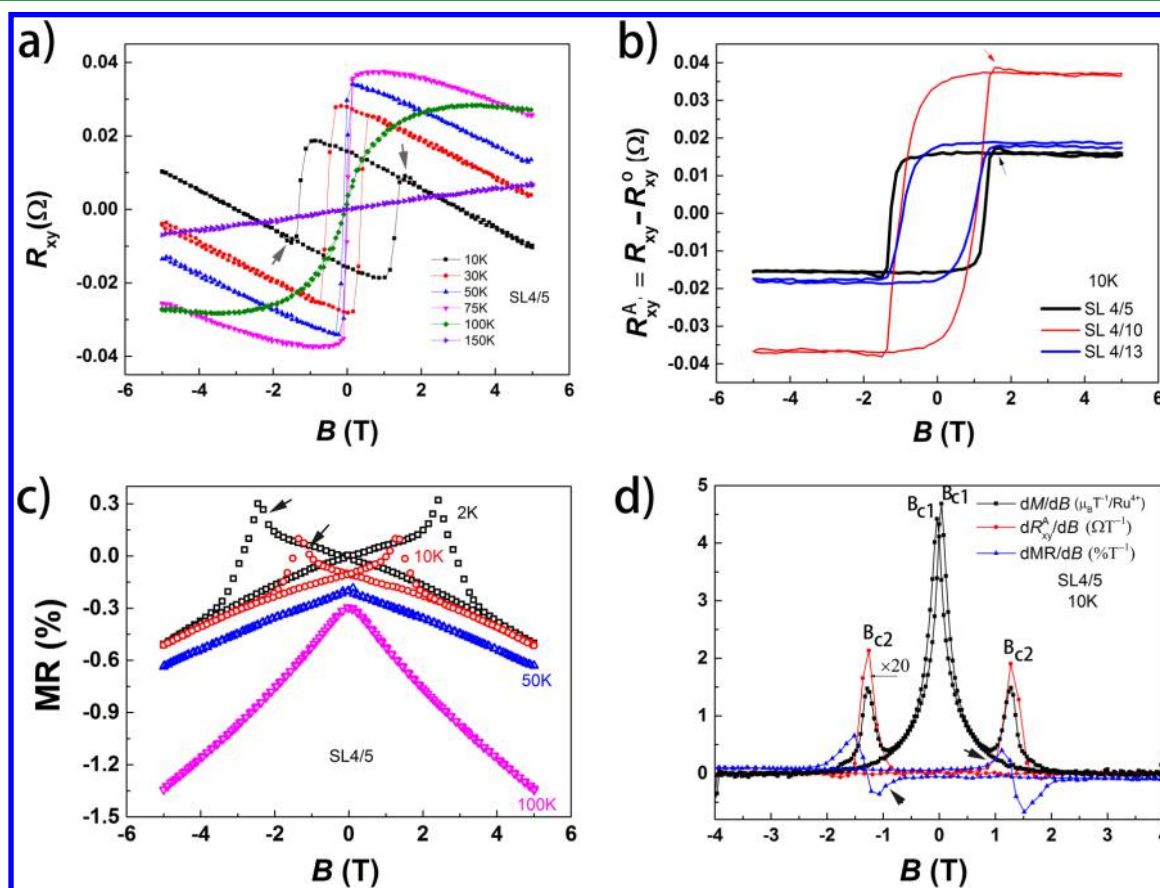 a)
R_xy (Ω)
0.04
0.02
0.00
-0.02
-0.04
10K
30K
50K
75K
100K
150K
SL4/5
-6 -4 -2 0 2 4 6
B (T)
b)
R^A'_xy = R_xy − R^O_xy (Ω)
0.04
0.03
0.02
0.01
0.00
-0.01
-0.02
-0.03
-0.04
10K
SL 4/5
SL 4/10
SL 4/13
-6 -4 -2 0 2 4 6
B (T)
c)
MR (%)
0.3
0.0
-0.3
-0.6
-0.9
-1.2
-1.5
2K
10K
50K
SL4/5
100K
-6 -4 -2 0 2 4 6
B (T)
d)
5
4
3
2
1
0
B_c1 B_c1
dM/dB (μ_B T⁻¹/Ru⁴⁺)
dR^A_xy/dB (ΩT⁻¹)
dMR/dB (%T⁻¹)
SL4/5
10K
B_c2 B_c2
×20
-4 -3 -2 -1 0 1 2 3 4
B (T)